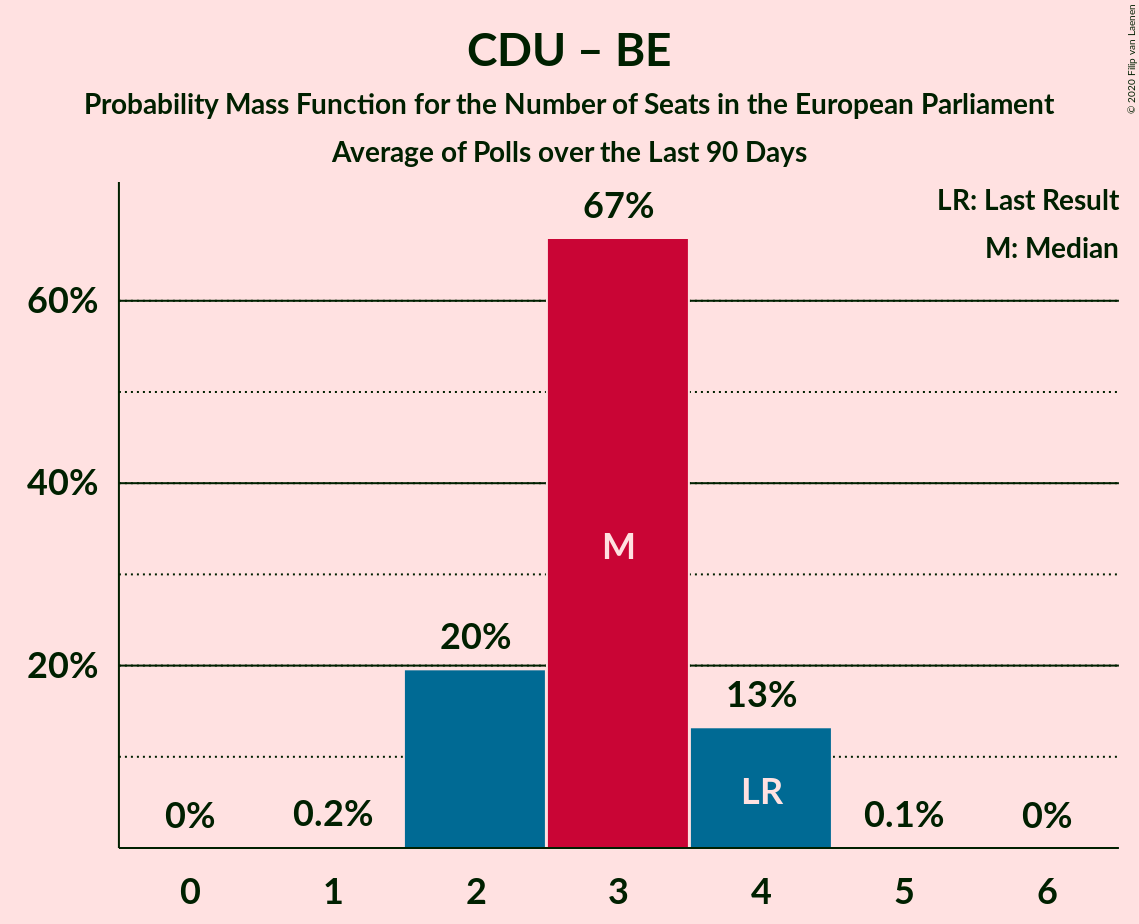 CDU – BE
Probability Mass Function for the Number of Seats in the European Parliament
Average of Polls over the Last 90 Days
© 2020 Filip van Laenen
LR: Last Result
M: Median
67%
60%
40%
M
20%
20%
13%
LR
0%
0.2%
0.1%
0%
0 1 2 3 4 5 6